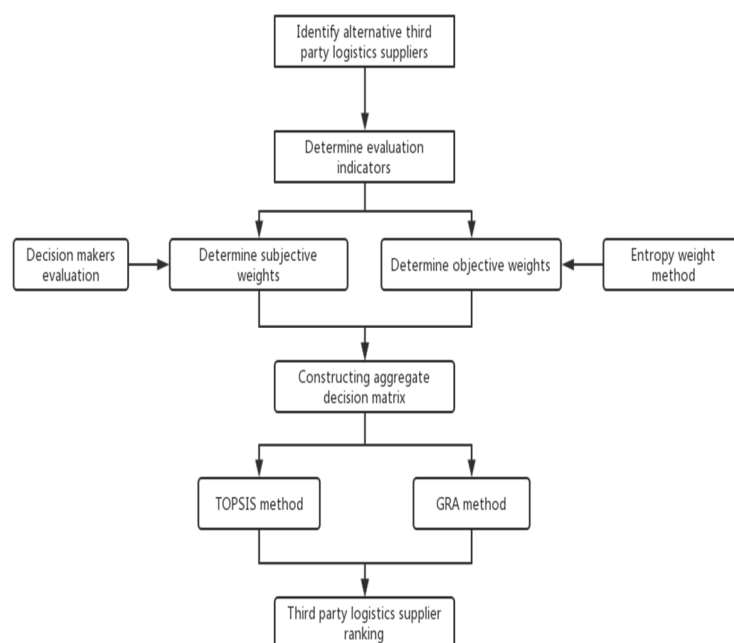 Identify alternative third
party logistics suppliers
Determine evaluation
indicators
Decision makers
evaluation
Determine subjective
weights
Determine objective weights
Entropy weight
method
Constructing aggregate
decision matrix
TOPSIS method
GRA method
Third party logistics supplier
ranking